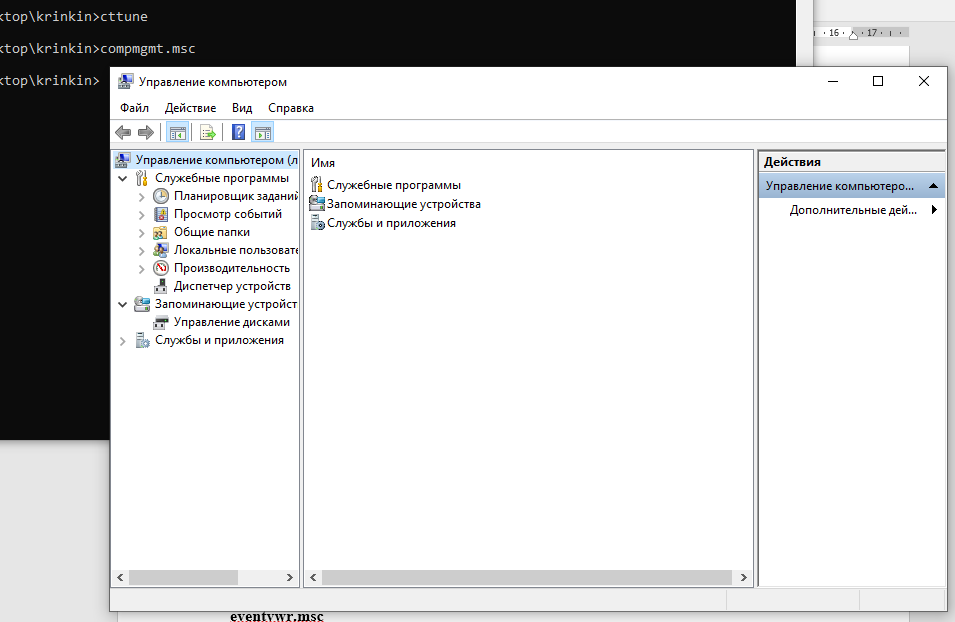 ktop\krinkin>cttune
ktop\krinkin>compmgmt.msc
ktop\krinkin>
16 · 17
Управление компьютером
Файл Действие Вид Справка
Управление компьютером (л
Служебные программы
Планировщик заданий
Просмотр событий
Общие папки
Локальные пользовате
Производительность
Диспетчер устройств
Запоминающие устройст
Управление дисками
Службы и приложения
Имя
Служебные программы
Запоминающие устройства
Службы и приложения
Действия
Управление компьютеро...
Дополнительные дей...
eventvwr.msc